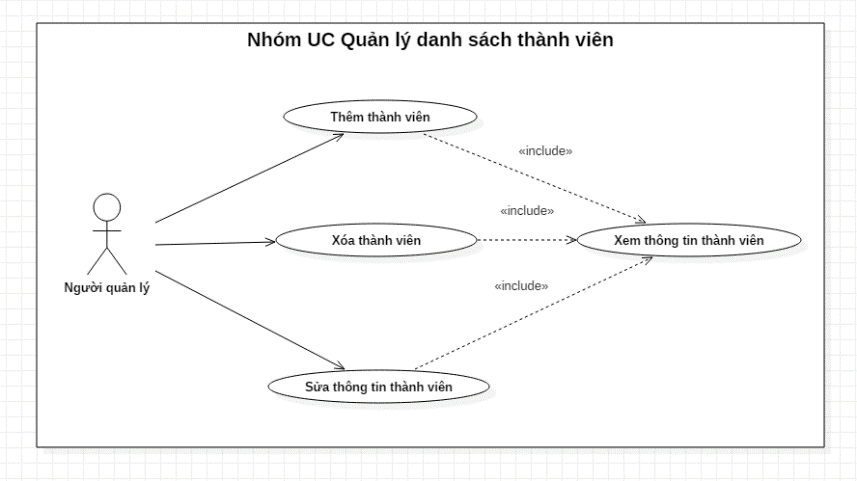 Nhóm UC Quản lý danh sách thành viên
Thêm thành viên
«include»
«include»
Xóa thành viên
Xem thông tin thành viên
Người quản lý
«include»
Sửa thông tin thành viên